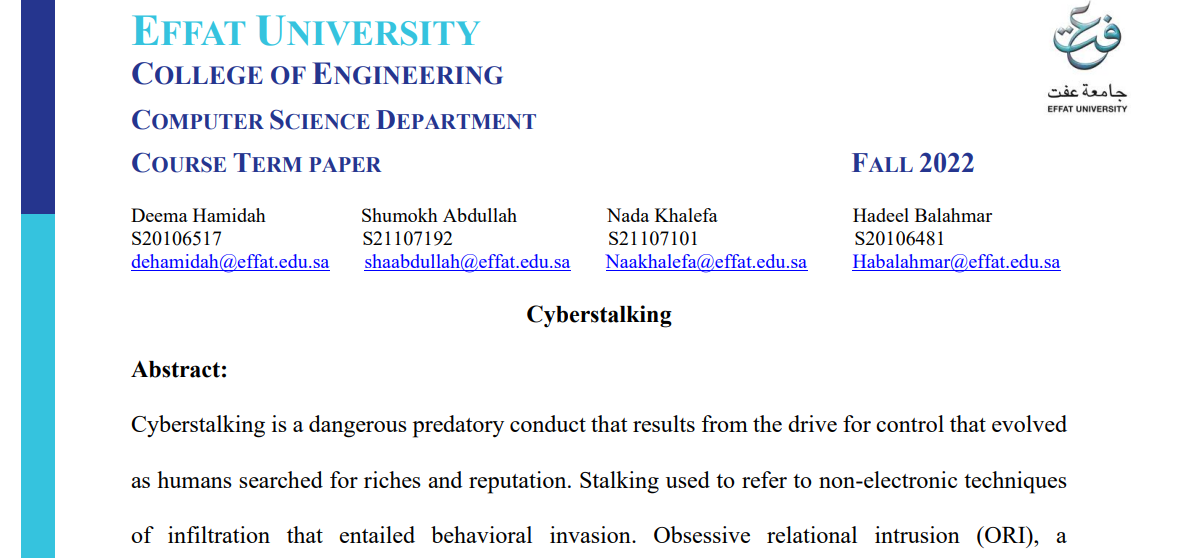 EFFAT UNIVERSITY
COLLEGE OF ENGINEERING
COMPUTER SCIENCE DEPARTMENT
COURSE TERM PAPER FALL 2022
جامعة عفت
EFFAT UNIVERSITY
Deema Hamidah Shumokh Abdullah Nada Khalefa Hadeel Balahmar
S20106517 S21107192 S21107101 S20106481
dehamidah@effat.edu.sa shaabdullah@effat.edu.sa Naakhalefa@effat.edu.sa Habalahmar@effat.edu.sa
Cyberstalking
Abstract:
Cyberstalking is a dangerous predatory conduct that results from the drive for control that evolved
as humans searched for riches and reputation. Stalking used to refer to non-electronic techniques
of infiltration that entailed behavioral invasion. Obsessive relational intrusion (ORI), a